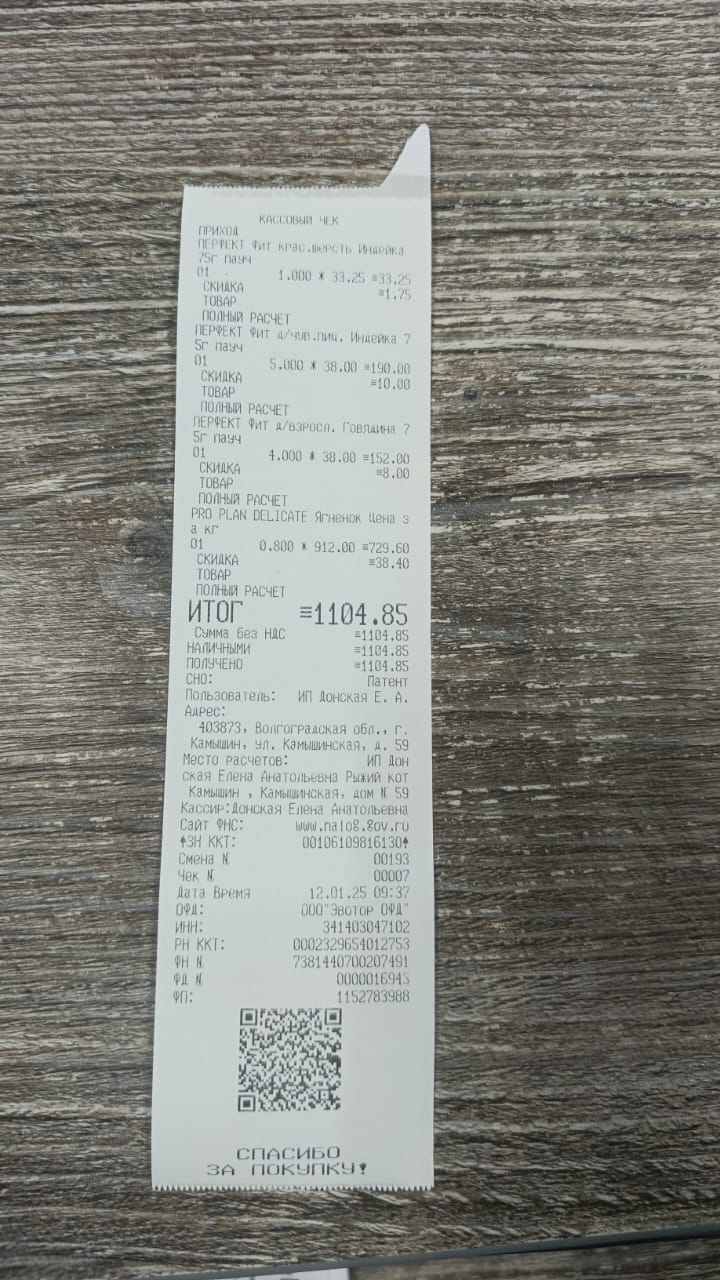 КАССОВЫЙ ЧЕК
ПРИХОД
ПЕРФЕКТ Фит крас.шерсть Индейка
75г пауч
01 1.000 * 33.25 =33.25
СКИДКА =1.75
ТОВАР
ПОЛНЫЙ РАСЧЕТ
ПЕРФЕКТ Фит д/чув.пищ. Индейка 7
5г пауч
01 5.000 * 38.00 =190.00
СКИДКА =10.00
ТОВАР
ПОЛНЫЙ РАСЧЕТ
ПЕРФЕКТ Фит д/взросл. Говядина 7
5г пауч
01 4.000 * 38.00 =152.00
СКИДКА =8.00
ТОВАР
ПОЛНЫЙ РАСЧЕТ
PRO PLAN DELICATE Ягненок Цена з
а кг
01 0.800 * 912.00 =729.60
СКИДКА =38.40
ТОВАР
ПОЛНЫЙ РАСЧЕТ
ИТОГ =1104.85
Сумма без НДС =1104.85
НАЛИЧНЫМИ =1104.85
ПОЛУЧЕНО =1104.85
СНО: Патент
Пользователь: ИП Донская Е. А.
Адрес:
403873, Волгоградская обл., г.
Камышин, ул. Камышинская, д. 59
Место расчетов: ИП Дон
ская Елена Анатольевна Рыжий кот
Камышин , Камышинская, дом N 59
Кассир:Донская Елена Анатольевна
Сайт ФНС: www.nalog.gov.ru
♠ЗН ККТ: 00106109816130♠
Смена N 00193
Чек N 00007
Дата Время 12.01.25 09:37
ОФД: ООО"Эвотор ОФД"
ИНН: 341403047102
РН ККТ: 0002329654012753
ФН N 7381440700207491
ФД N 0000016943
ФП: 1152783988
СПАСИБО
ЗА ПОКУПКУ!